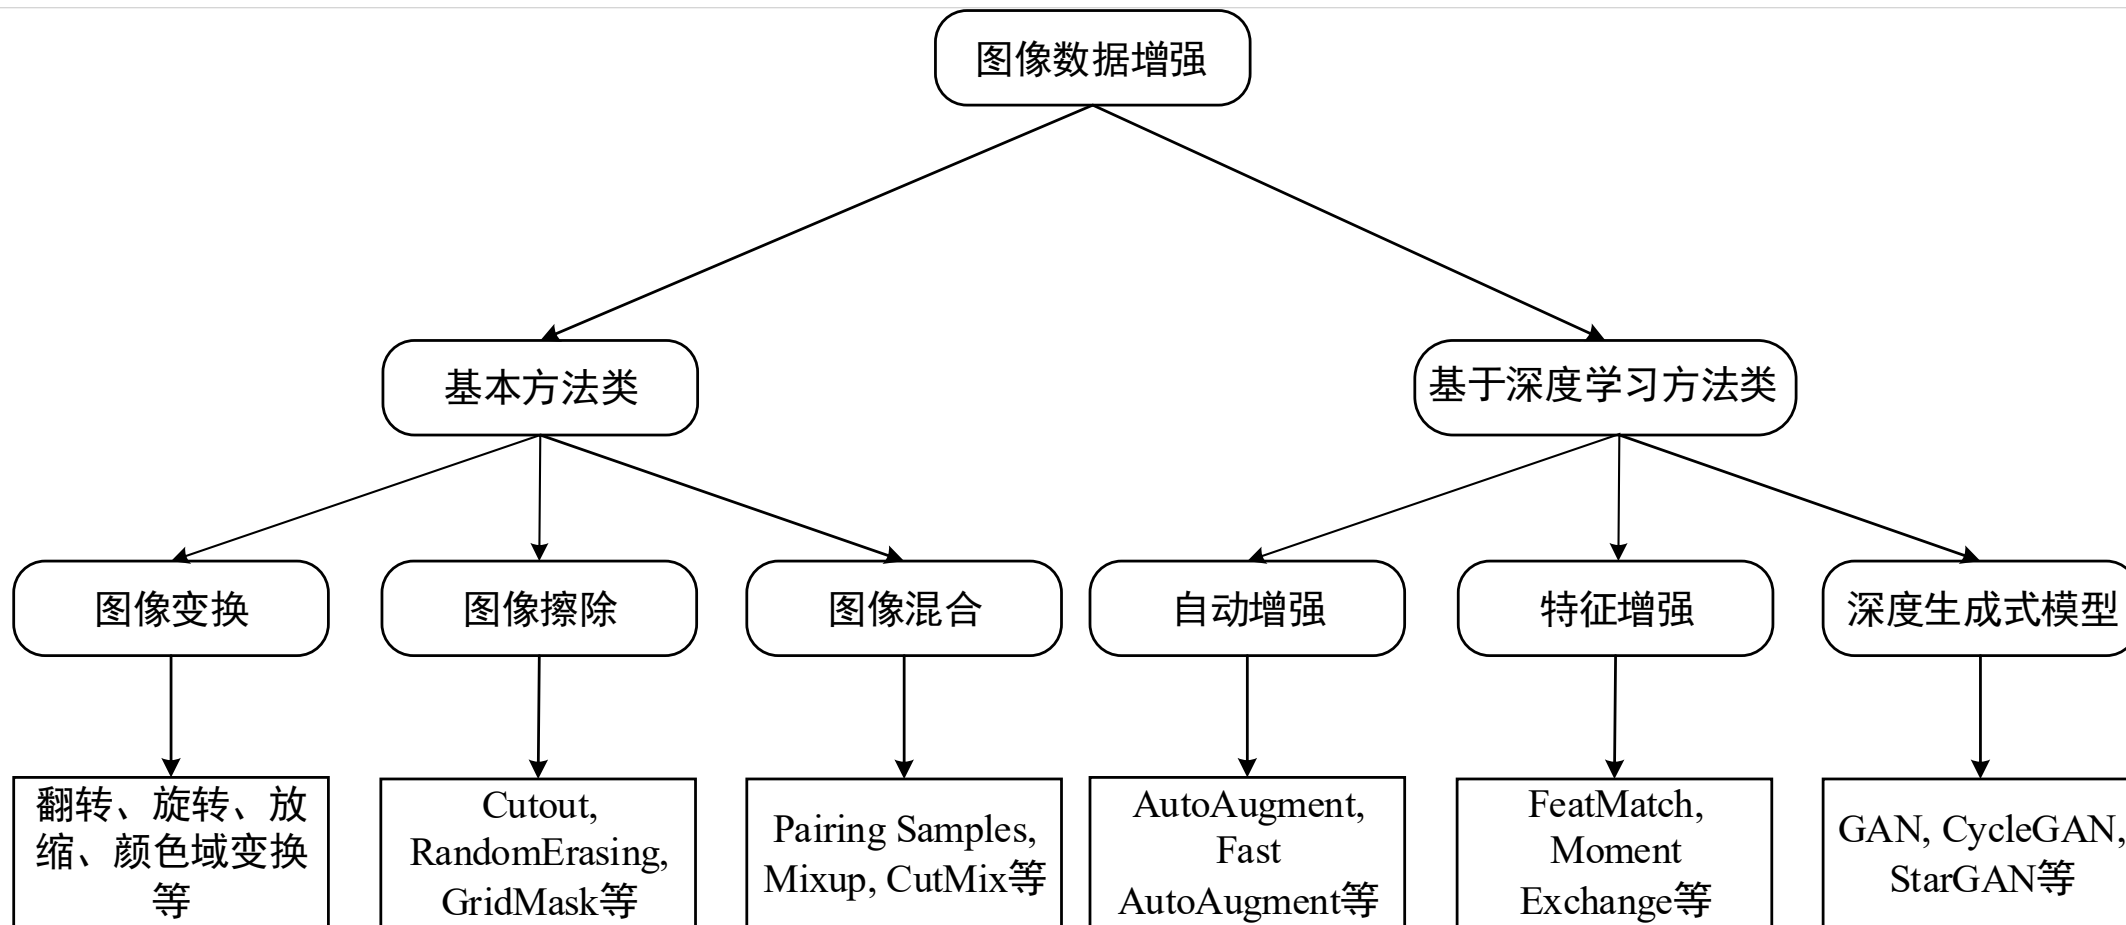 图像数据增强
基本方法类
基于深度学习方法类
图像变换
图像擦除
图像混合
自动增强
特征增强
深度生成式模型
翻转、旋转、放
缩、颜色域变换
等
Cutout,
RandomErasing,
GridMask等
Pairing Samples,
Mixup, CutMix等
AutoAugment,
Fast
AutoAugment等
FeatMatch,
Moment
Exchange等
GAN, CycleGAN,
StarGAN等